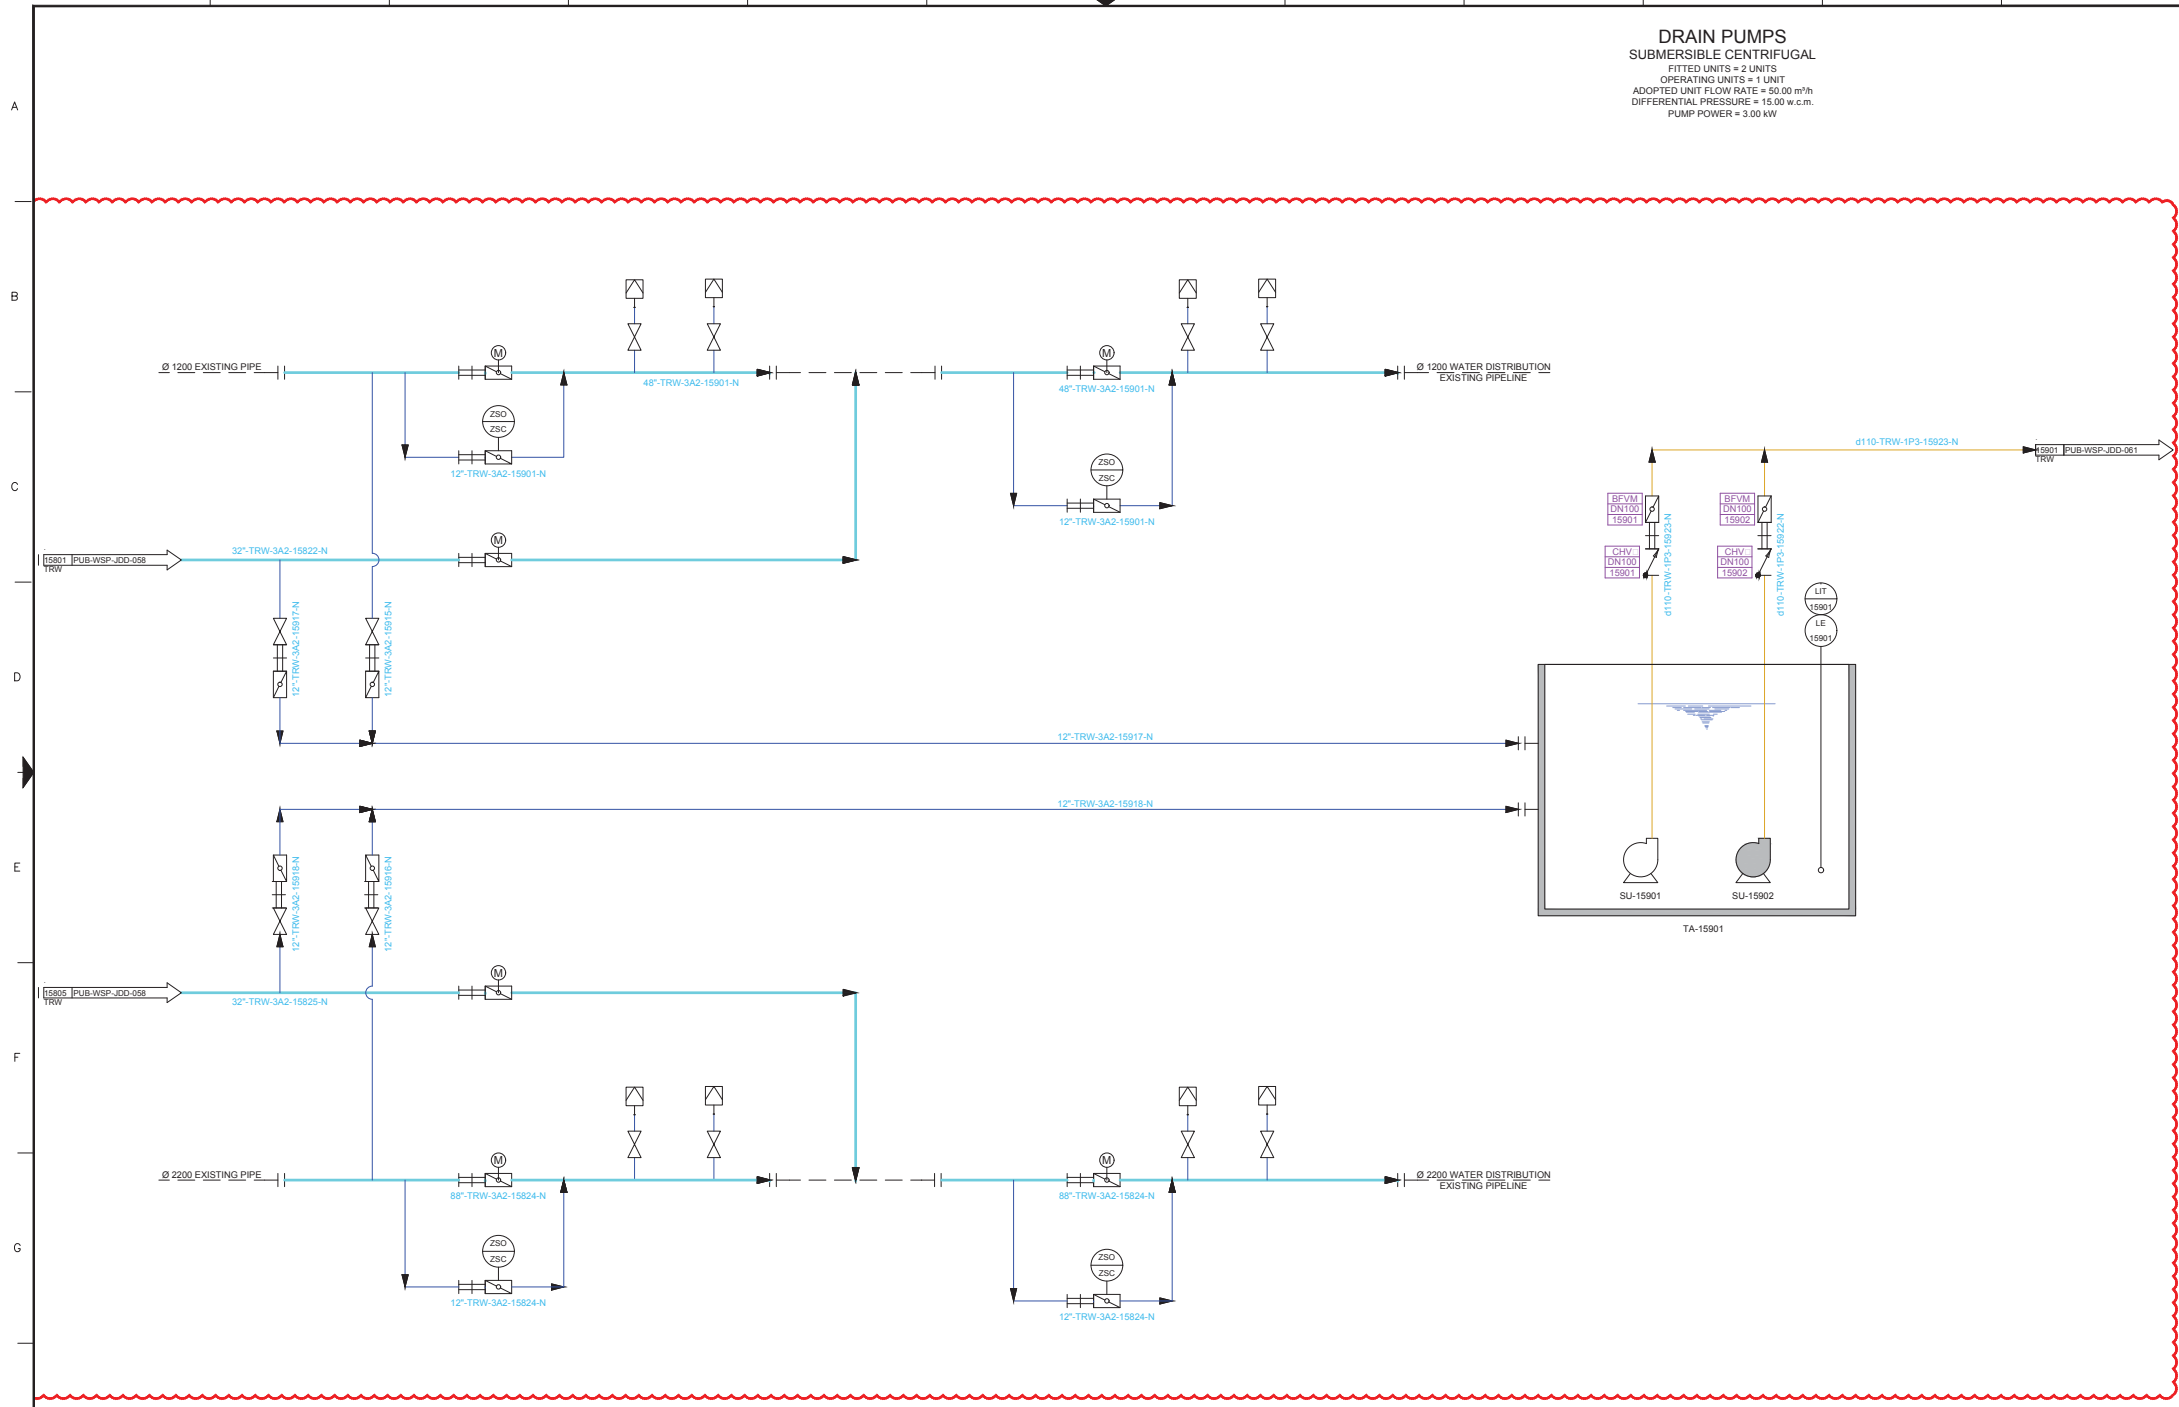 DRAIN PUMPS
SUBMERSIBLE CENTRIFUGAL
FITTED UNITS = 2 UNITS
OPERATING UNITS = 1 UNIT
ADOPTED UNIT FLOW RATE = 50.00 m³/h
DIFFERENTIAL PRESSURE = 15.00 w.c.m.
PUMP POWER = 3.00 kW
A
B
C
D
E
F
G
Ø 1200 EXISTING PIPE
M
48"-TRW-3A2-15901-N
ZSO
ZSC
12"-TRW-3A2-15901-N
M
48"-TRW-3A2-15901-N
ZSO
ZSC
12"-TRW-3A2-15901-N
Ø 1200 WATER DISTRIBUTION
EXISTING PIPELINE
15801 PUB-WSP-JDD-058
TRW
32"-TRW-3A2-15822-N
M
12"-TRW-3A2-15917-N
12"-TRW-3A2-15915-N
12"-TRW-3A2-15917-N
12"-TRW-3A2-15918-N
12"-TRW-3A2-15918-N
12"-TRW-3A2-15916-N
15805 PUB-WSP-JDD-058
TRW
32"-TRW-3A2-15825-N
M
Ø 2200 EXISTING PIPE
M
88"-TRW-3A2-15824-N
ZSO
ZSC
12"-TRW-3A2-15824-N
M
88"-TRW-3A2-15824-N
ZSO
ZSC
12"-TRW-3A2-15824-N
Ø 2200 WATER DISTRIBUTION
EXISTING PIPELINE
d110-TRW-1P3-15923-N
15901 PUB-WSP-JDD-061
TRW
BFVM
DN100
15901
BFVM
DN100
15902
CHV
DN100
15901
CHV
DN100
15902
d110-TRW-1P3-15923-N
d110-TRW-1P3-15922-N
LIT
15901
LE
15901
SU-15901
SU-15902
TA-15901